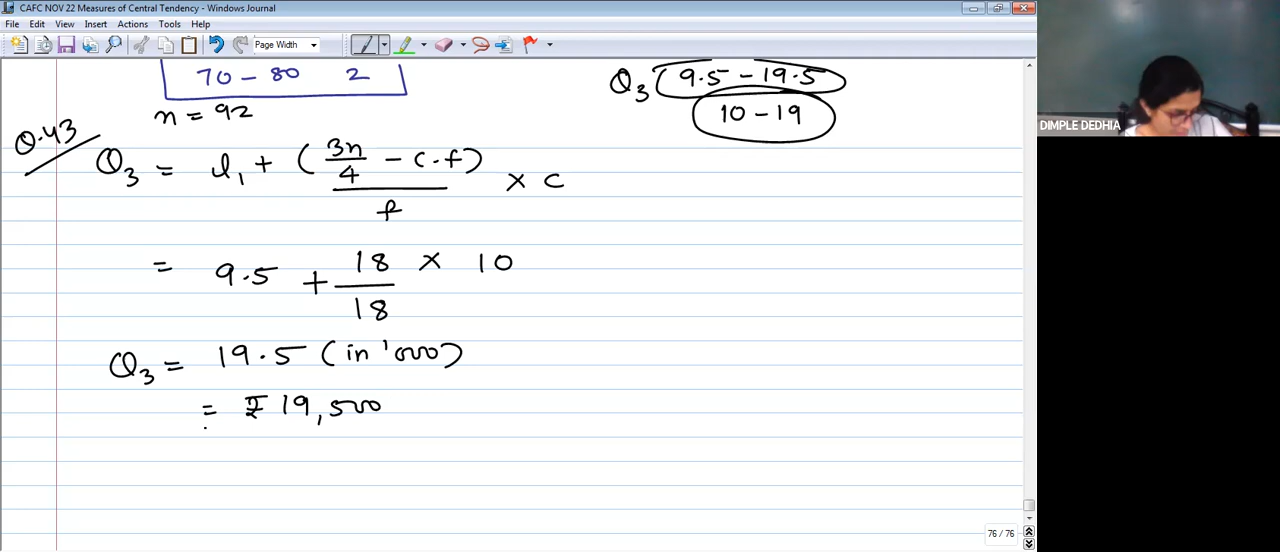 CAFC NOV 22 Measures of Central Tendency - Windows Journal
File Edit View Insert Actions Tools Help
Page Width
70 – 80 2
n = 92
Q3 9.5 – 19.5
10 – 19
DIMPLE DEDHIA
Q.43
Q3 = l1 + (3n/4 – c.f) / f × c
= 9.5 + 18/18 × 10
Q3 = 19.5 (in '000)
= ₹ 19,500
76 / 76